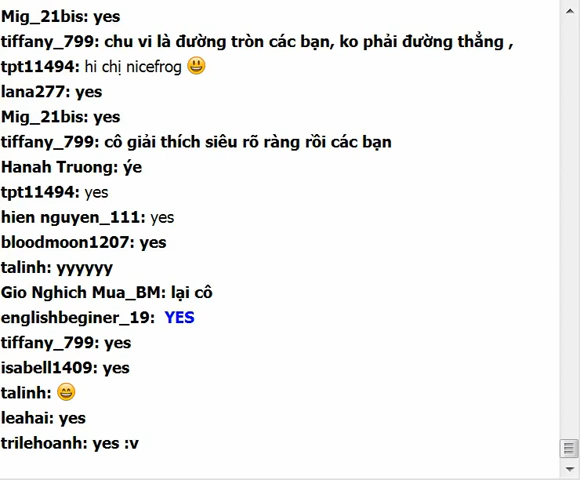 Mig_21bis: yes
tiffany_799: chu vi là đường tròn các bạn, ko phải đường thẳng ,
tpt11494: hi chị nicefrog 😃
lana277: yes
Mig_21bis: yes
tiffany_799: cô giải thích siêu rõ ràng rồi các bạn
Hanah Truong: ýe
tpt11494: yes
hien nguyen_111: yes
bloodmoon1207: yes
talinh: yyyyyy
Gio Nghich Mua_BM: lại cô
englishbeginer_19: YES
tiffany_799: yes
isabell1409: yes
talinh: 😄
leahai: yes
trilehoanh: yes :v